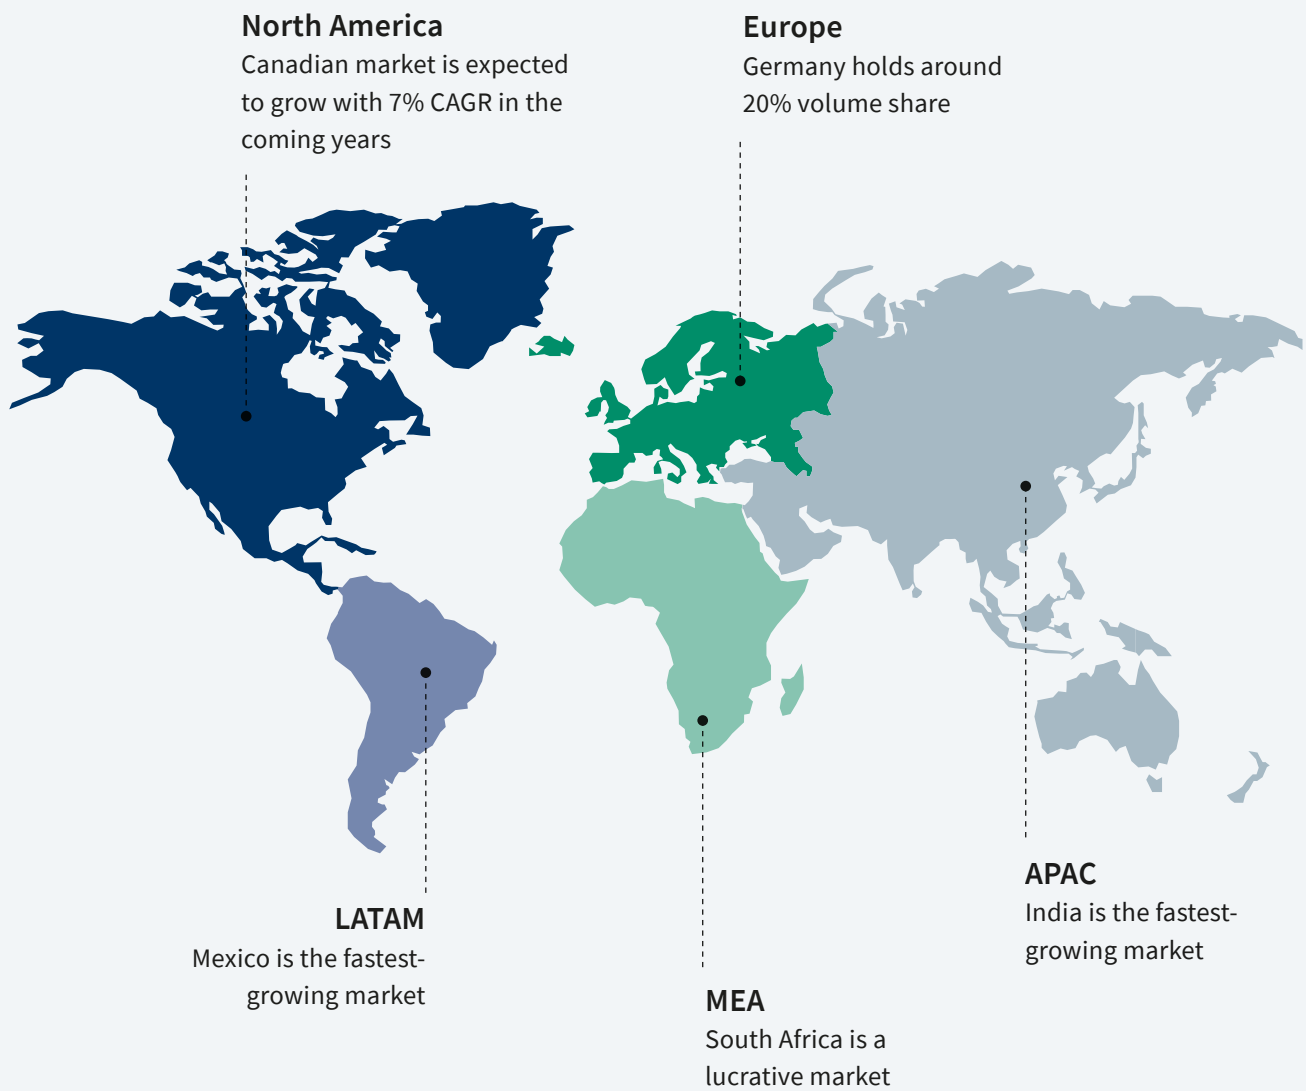 North America
Canadian market is expected
to grow with 7% CAGR in the
coming years
Europe
Germany holds around
20% volume share
LATAM
Mexico is the fastest-
growing market
MEA
South Africa is a
lucrative market
APAC
India is the fastest-
growing market